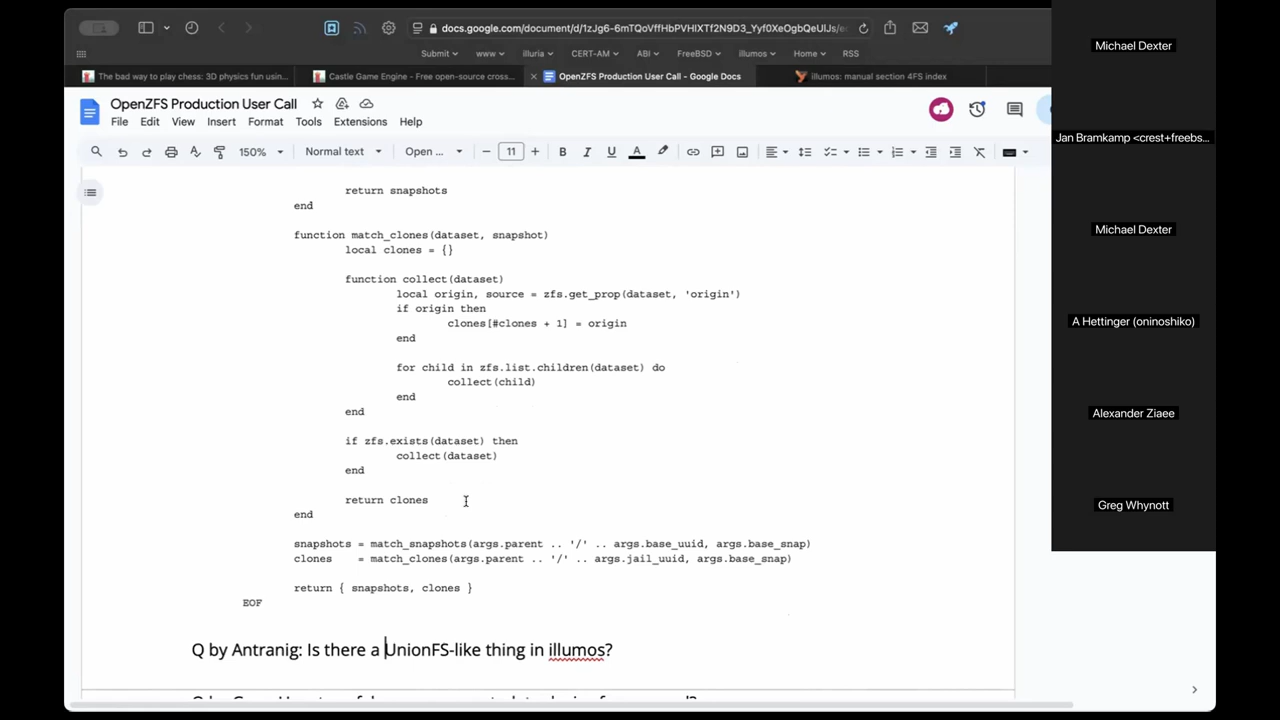 docs.google.com/document/d/1zJg6-6mTQoVffHbPVHlXTf2N9D3_Yyf0XeOgbQeUIJs/e
Submit www illuria CERT-AM ABI FreeBSD illumos Home RSS
The bad way to play chess: 3D physics fun usin... Castle Game Engine - Free open-source cross... OpenZFS Production User Call - Google Docs illumos: manual section 4FS index
OpenZFS Production User Call
File Edit View Insert Format Tools Extensions Help
150% Normal text Open ... 11 B I U A
return snapshots
end
function match_clones(dataset, snapshot)
local clones = {}
function collect(dataset)
local origin, source = zfs.get_prop(dataset, 'origin')
if origin then
clones[#clones + 1] = origin
end
for child in zfs.list.children(dataset) do
collect(child)
end
end
if zfs.exists(dataset) then
collect(dataset)
end
return clones
end
snapshots = match_snapshots(args.parent .. '/' .. args.base_uuid, args.base_snap)
clones = match_clones(args.parent .. '/' .. args.jail_uuid, args.base_snap)
return { snapshots, clones }
EOF
Q by Antranig: Is there a UnionFS-like thing in illumos?
Michael Dexter
Jan Bramkamp <crest+freebs...
Michael Dexter
A Hettinger (oninoshiko)
Alexander Ziaee
Greg Whynott